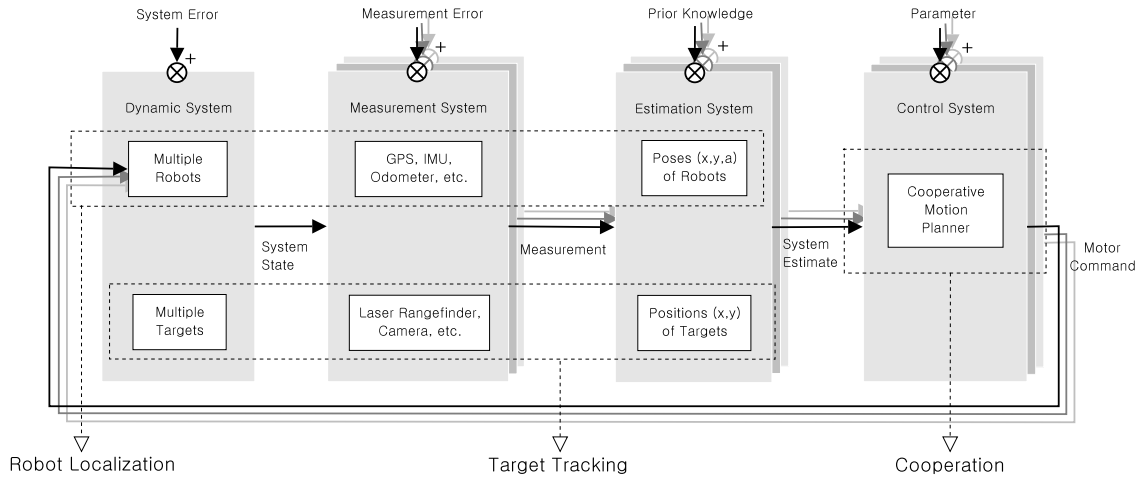 System Error
Measurement Error
Prior Knowledge
Parameter
+
+
+
+
Dynamic System
Measurement System
Estimation System
Control System
Multiple
Robots
GPS, IMU,
Odometer, etc.
Poses (x,y,a)
of Robots
Cooperative
Motion
Planner
System
State
Measurement
System
Estimate
Motor
Command
Multiple
Targets
Laser Rangefinder,
Camera, etc.
Positions (x,y)
of Targets
Robot Localization
Target Tracking
Cooperation